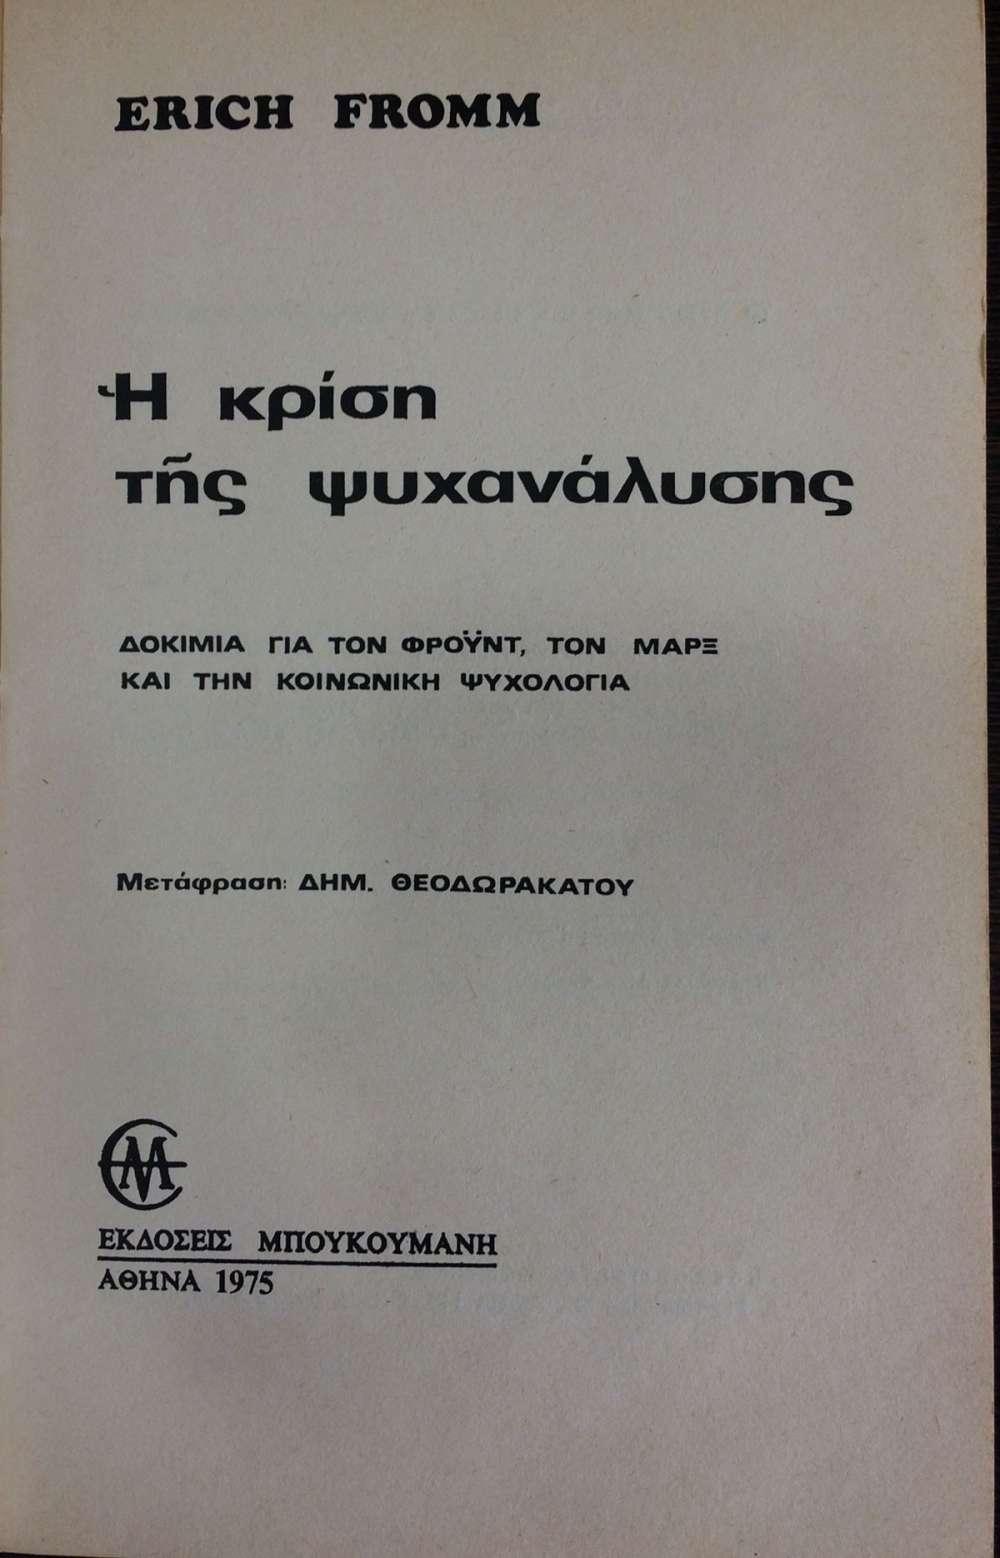 ERICH FROMM
Ἡ κρίση
τῆς ψυχανάλυσης
ΔΟΚΙΜΙΑ ΓΙΑ ΤΟΝ ΦΡΟΫΝΤ, ΤΟΝ ΜΑΡΞ
ΚΑΙ ΤΗΝ ΚΟΙΝΩΝΙΚΗ ΨΥΧΟΛΟΓΙΑ
Μετάφραση: ΔΗΜ. ΘΕΟΔΩΡΑΚΑΤΟΥ
ΕΚΔΟΣΕΙΣ ΜΠΟΥΚΟΥΜΑΝΗ
ΑΘΗΝΑ 1975